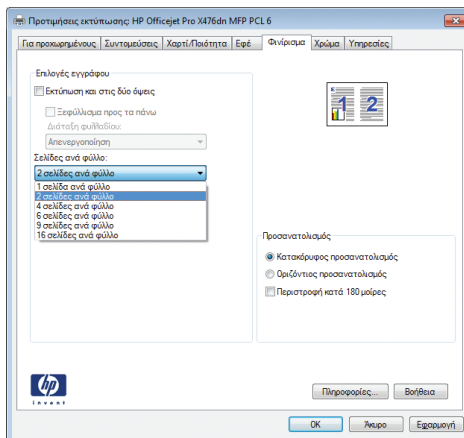 Προτιμήσεις εκτύπωσης: HP Officejet Pro X476dn MFP PCL 6
Για προχωρημένους Συντομεύσεις Χαρτί/Ποιότητα Εφέ Φινίρισμα Χρώμα Υπηρεσίες
Επιλογές εγγράφου
Εκτύπωση και στις δύο όψεις
Ξεφύλλισμα προς τα πάνω
Διάταξη φυλλαδίου:
Απενεργοποίηση
Σελίδες ανά φύλλο:
2 σελίδες ανά φύλλο
1 σελίδα ανά φύλλο
2 σελίδες ανά φύλλο
4 σελίδες ανά φύλλο
6 σελίδες ανά φύλλο
9 σελίδες ανά φύλλο
16 σελίδες ανά φύλλο
1 2
Προσανατολισμός
Κατακόρυφος προσανατολισμός
Οριζόντιος προσανατολισμός
Περιστροφή κατά 180 μοίρες
hp
invent
Πληροφορίες... Βοήθεια
OK Άκυρο Εφαρμογή